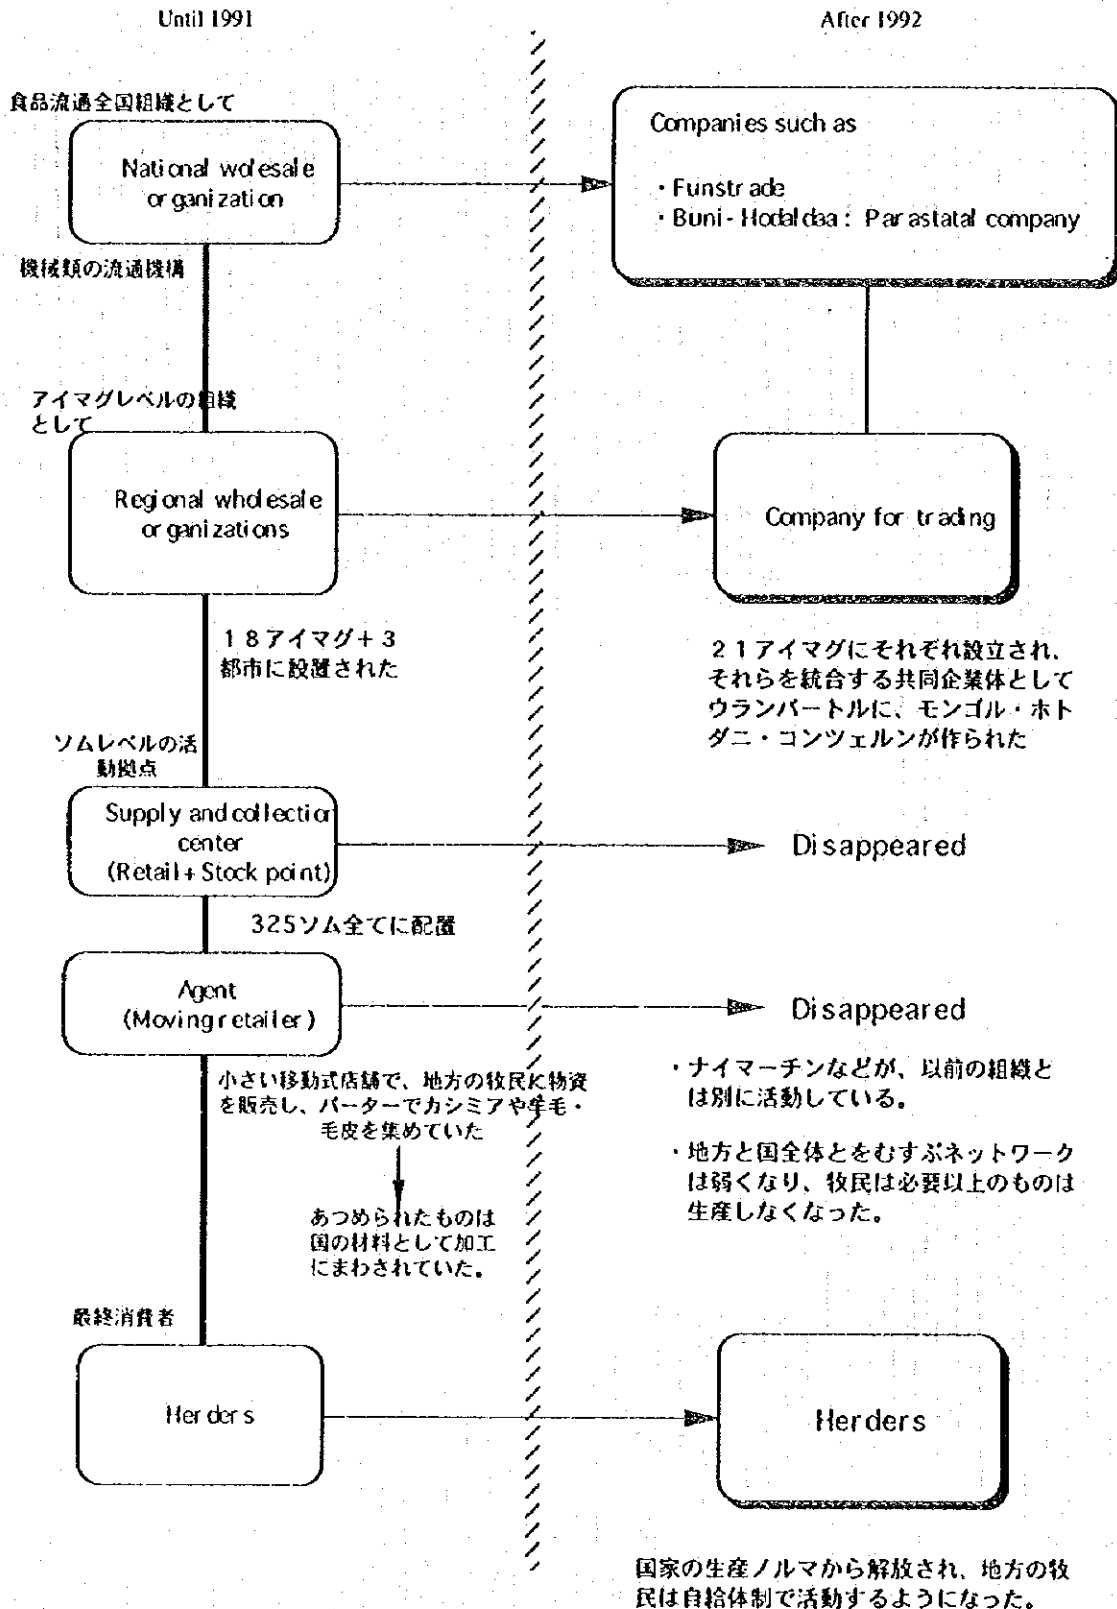 Until 1991
After 1992
食品流通全国組織として
National wolesale
organization
機械類の流通機構
Companies such as
・Funstrade
・Buni-Hodaldaa: Parastatal company
アイマグレベルの組織
として
Regional wholesale
organizations
Company for trading
18アイマグ+3
都市に設置された
21アイマグにそれぞれ設立され、
それらを統合する共同企業体として
ウランバートルに、モンゴル・ホト
ダニ・コンツェルンが作られた
ソムレベルの活
動拠点
Supply and collectior
center
(Retail+Stock point)
Disappeared
325ソム全てに配置
Agent
(Moving retailer)
Disappeared
小さい移動式店舗で、地方の牧民に物資
を販売し、バーターでカシミアや羊毛・
毛皮を集めていた
あつめられたものは
国の材料として加工
にまわされていた。
・ナイマーチンなどが、以前の組織と
は別に活動している。
・地方と国全体とをむすぶネットワーク
は弱くなり、牧民は必要以上のものは
生産しなくなった。
最終消費者
Herders
Herders
国家の生産ノルマから解放され、地方の牧
民は自給体制で活動するようになった。